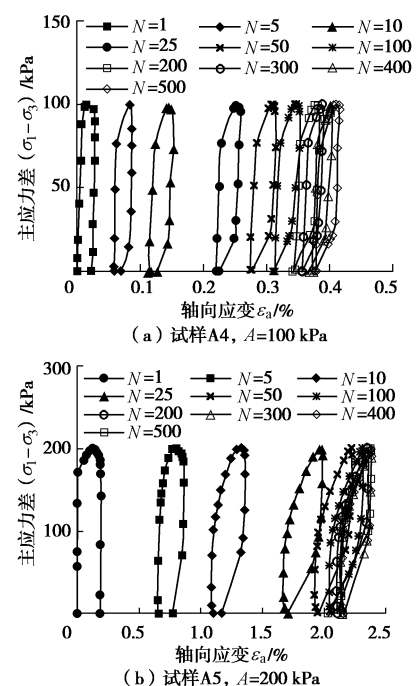 150
100
50
0
主应力差 (σ₁−σ₃) /kPa
N=1 N=5 N=10
N=25 N=50 N=100
N=200 N=300 N=400
N=500
0 0.1 0.2 0.3 0.4 0.5
轴向应变εa/%
(a) 试样A4, A=100 kPa
300
200
100
0
主应力差 (σ₁−σ₃) /kPa
N=1 N=5 N=10
N=25 N=50 N=100
N=200 N=300 N=400
N=500
0 0.5 1.0 1.5 2.0 2.5
轴向应变εa/%
(b) 试样A5, A=200 kPa